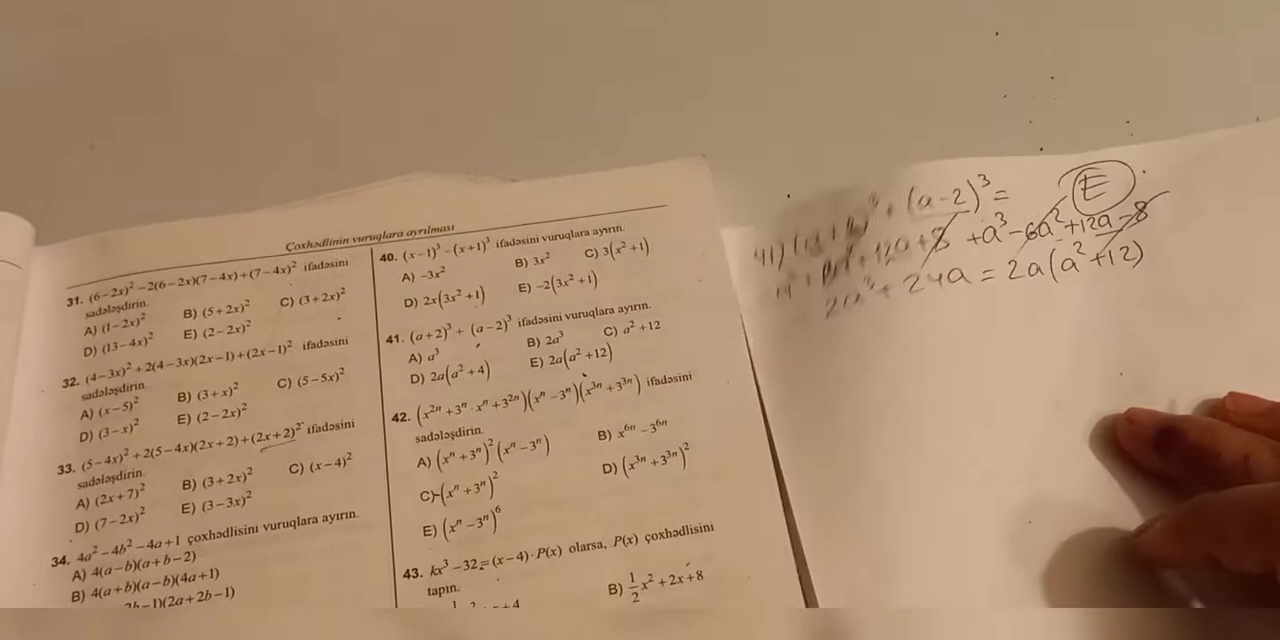 Çoxhədlinin vuruqlara ayrılması
31. (6−2x)² −2(6−2x)(7−4x)+(7−4x)² ifadəsini
sadələşdirin.
A) (1−2x)² B) (5+2x)² C) (3+2x)²
D) (13−4x)² E) (2−2x)²
32. (4−3x)² +2(4−3x)(2x−1)+(2x−1)² ifadəsini
sadələşdirin.
A) (x−5)² B) (3+x)² C) (5−5x)²
D) (3−x)² E) (2−2x)²
33. (5−4x)² +2(5−4x)(2x+2)+(2x+2)² ifadəsini
sadələşdirin.
A) (2x+7)² B) (3+2x)² C) (x−4)²
D) (7−2x)² E) (3−3x)²
34. 4a² −4b² −4a+1 çoxhədlisini vuruqlara ayırın.
A) 4(a−b)(a+b−2)
B) 4(a+b)(a−b)(4a+1)
2b−1)(2a+2b−1)
40. (x−1)³ −(x+1)³ ifadəsini vuruqlara ayırın.
A) −3x² B) 3x² C) 3(x²+1)
D) 2x(3x²+1) E) −2(3x²+1)
41. (a+2)³ + (a−2)³ ifadəsini vuruqlara ayırın.
A) a³ B) 2a³ C) a²+12
D) 2a(a²+4) E) 2a(a²+12)
42. (x²ⁿ +3ⁿ · xⁿ +3²ⁿ)(xⁿ −3ⁿ)(x³ⁿ +3³ⁿ) ifadəsini
sadələşdirin.
A) (xⁿ +3ⁿ)² (xⁿ −3ⁿ) B) x⁶ⁿ −3⁶ⁿ
C) (xⁿ +3ⁿ)² D) (x³ⁿ +3³ⁿ)²
E) (xⁿ −3ⁿ)⁶
43. kx³ −32=(x−4)·P(x) olarsa, P(x) çoxhədlisini
tapın.
B) ½x² +2x+8
41) + (a-2)³= E
12a+8 +a³-6a²+12a-8
2a³+24a = 2a(a²+12)